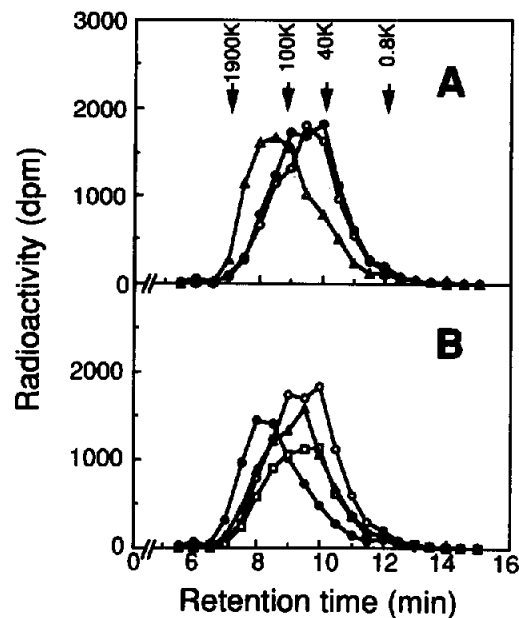 3000
2000
1000
0
1900K
100K
40K
0.8K
A
Radioactivity (dpm)
2000
1000
0
B
0
6
8
10
12
14
16
Retention time (min)